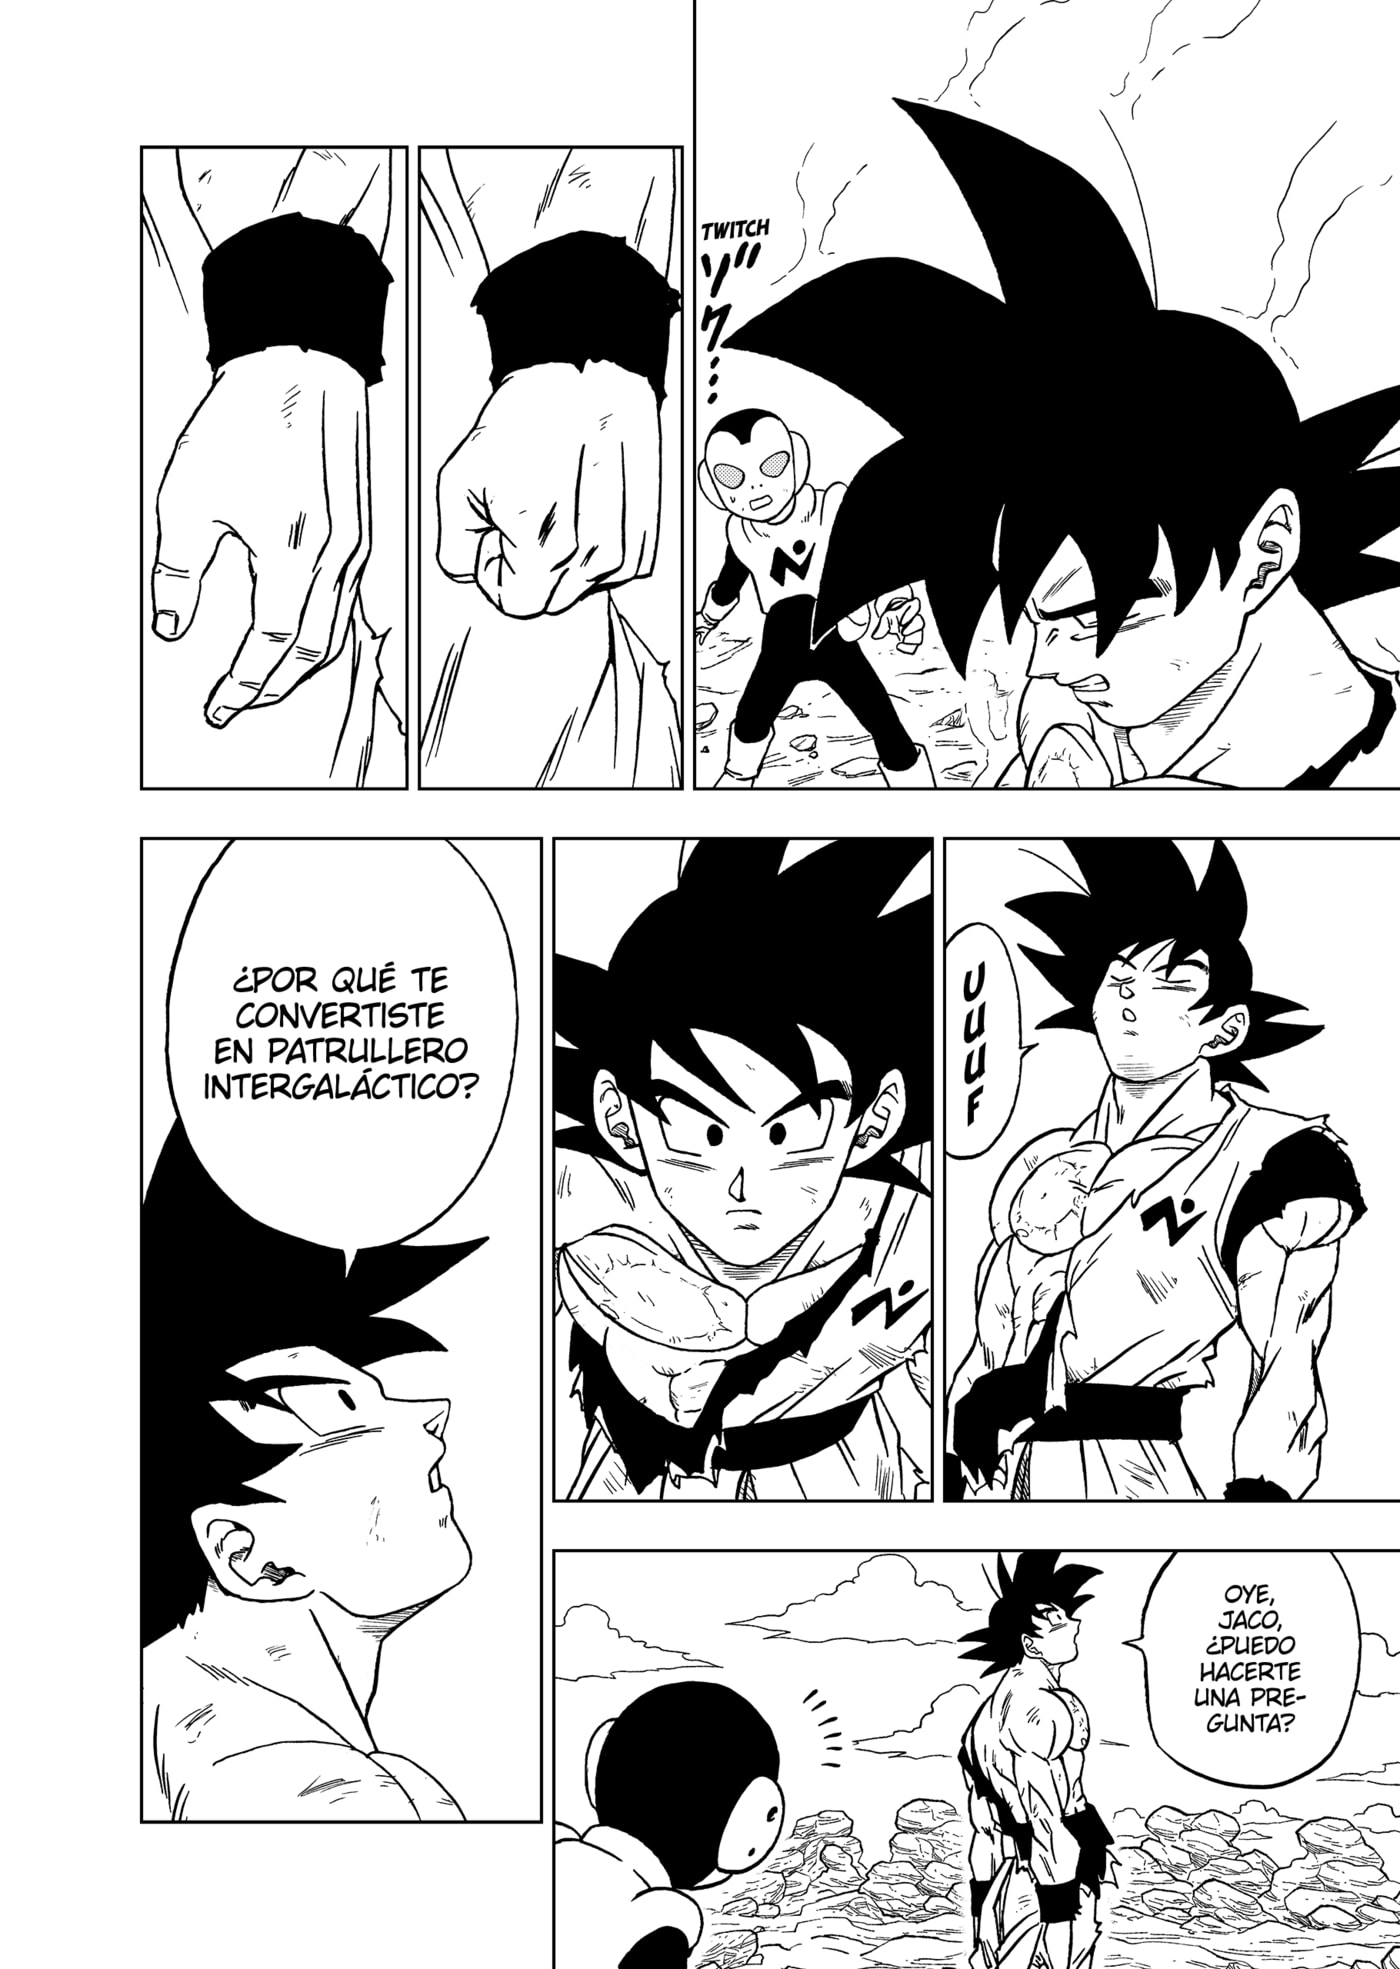 TWITCH
ゾク…
UUUF
OYE,
JACO,
¿PUEDO
HACERTE
UNA PRE-
GUNTA?
¿POR QUÉ TE
CONVERTISTE
EN PATRULLERO
INTERGALÁCTICO?